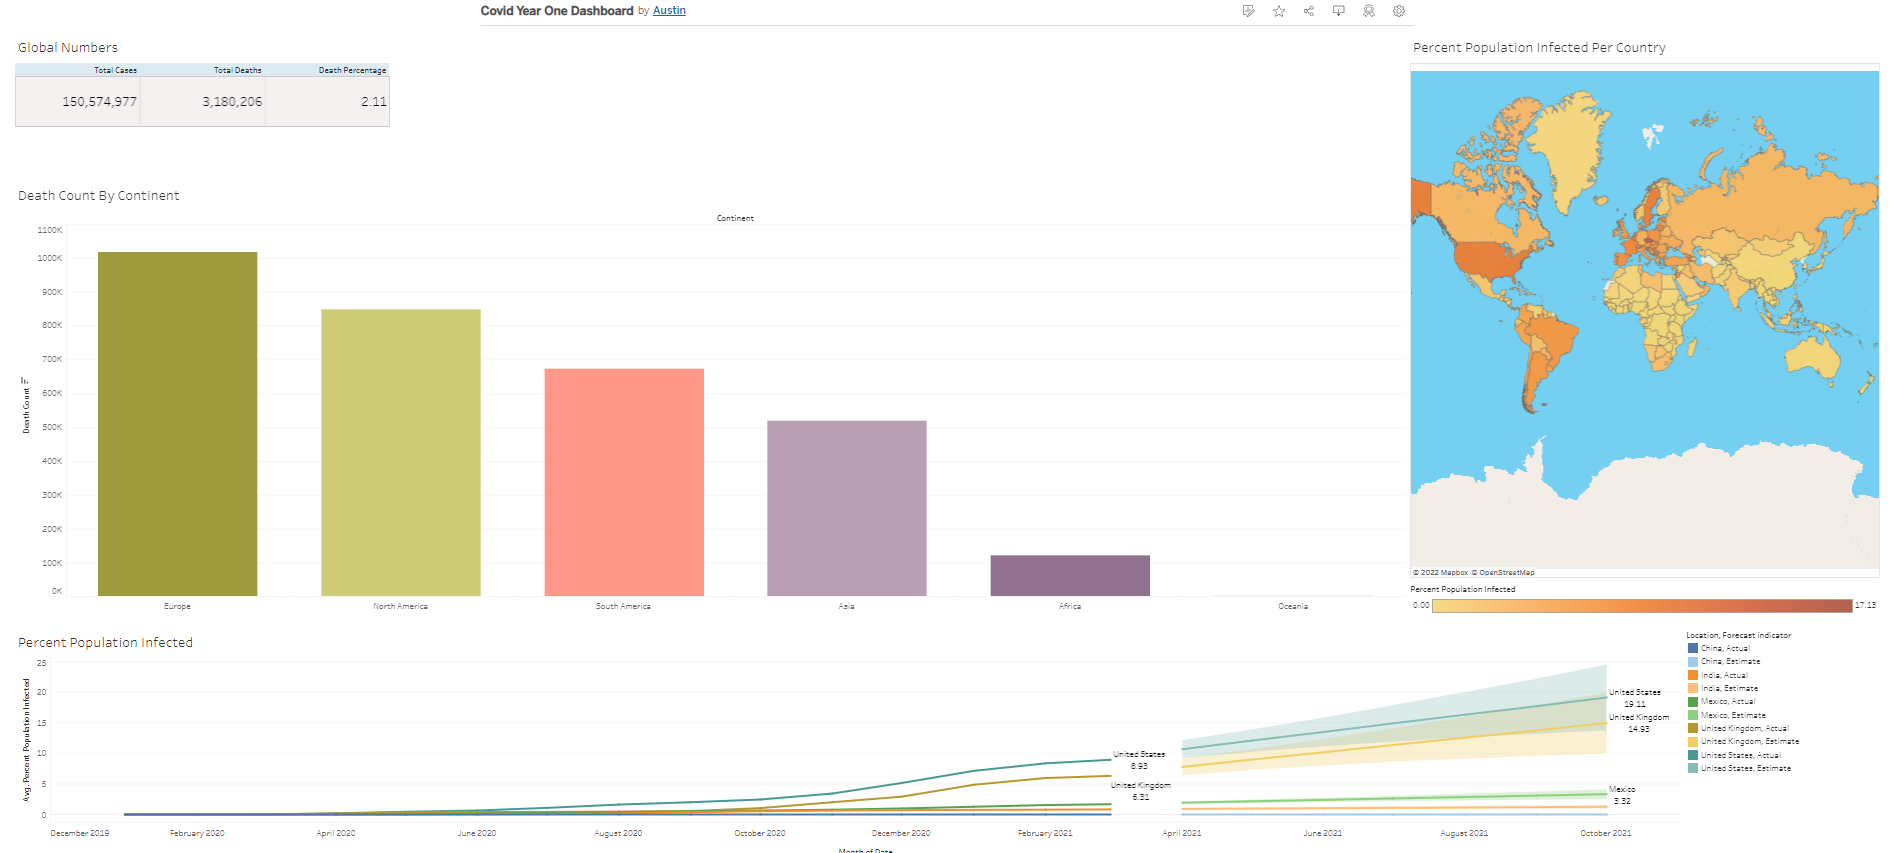 Covid Year One Dashboard by Austin
Global Numbers
Total Cases Total Deaths Death Percentage
150,574,977 3,180,206 2.11
Death Count By Continent
Continent
1100K
1000K
900K
800K
700K
600K
500K
400K
300K
200K
100K
0K
Death Count
Europe North America South America Asia Africa Oceania
Percent Population Infected Per Country
© 2022 Mapbox © OpenStreetMap
Percent Population Infected
0.00 17.13
Percent Population Infected
25
20
15
10
5
0
Avg. Percent Population Infected
United States
8.93
United Kingdom
6.31
United States
19.11
United Kingdom
14.93
Mexico
3.32
December 2019 February 2020 April 2020 June 2020 August 2020 October 2020 December 2020 February 2021 April 2021 June 2021 August 2021 October 2021
Month of Date
Location, Forecast indicator
China, Actual
China, Estimate
India, Actual
India, Estimate
Mexico, Actual
Mexico, Estimate
United Kingdom, Actual
United Kingdom, Estimate
United States, Actual
United States, Estimate